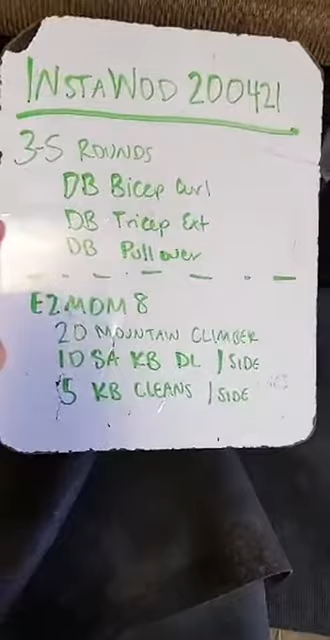 INSTAWOD 200421
3-5 ROUNDS
DB Bicep Curl
DB Tricep Ext
DB Pullover
E2MOM 8
20 MOUNTAIN CLIMBER
10 SA KB DL /SIDE
5 KB CLEANS /SIDE